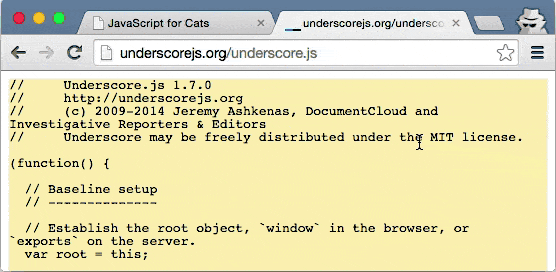 JavaScript for Cats
underscorejs.org/undersco
underscorejs.org/underscore.js
//     Underscore.js 1.7.0
//     http://underscorejs.org
//     (c) 2009-2014 Jeremy Ashkenas, DocumentCloud and
Investigative Reporters & Editors
//     Underscore may be freely distributed under the MIT license.
(function() {
  // Baseline setup
  // --------------
  // Establish the root object, `window` in the browser, or
`exports` on the server.
  var root = this;